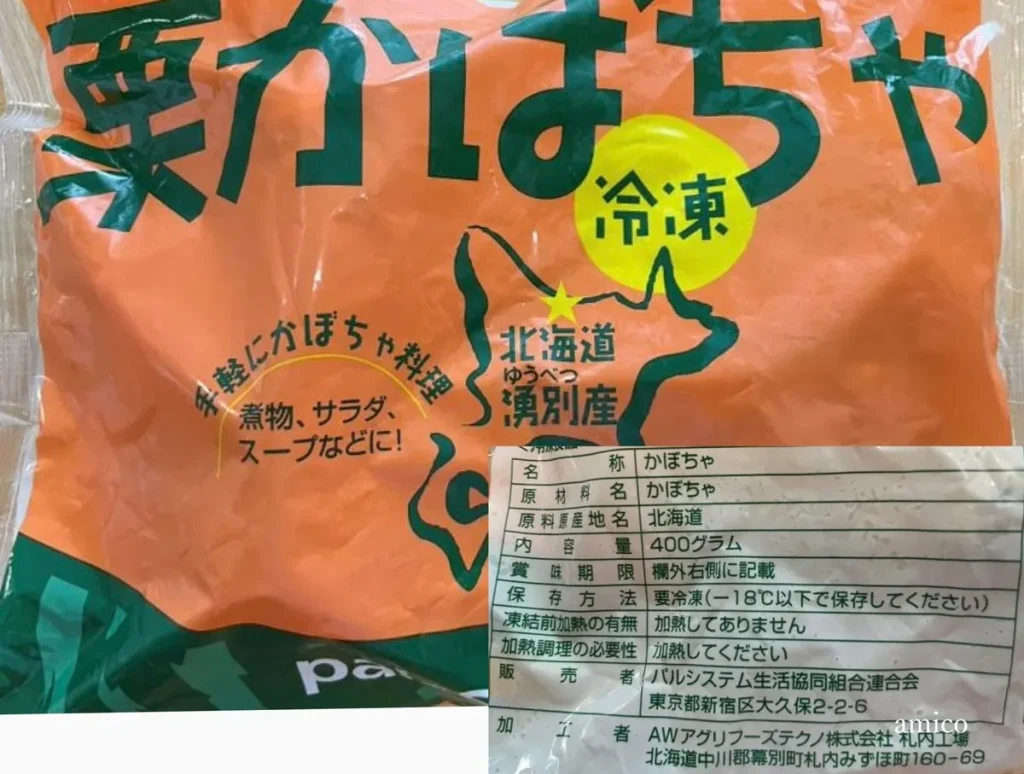 栗かぼちゃ
冷凍
北海道
ゆうべつ
湧別産
手軽にかぼちゃ料理
煮物、サラダ、
スープなどに!
名称 かぼちゃ
原材料名 かぼちゃ
原料原産地名 北海道
内容量 400グラム
賞味期限 欄外右側に記載
保存方法 要冷凍(-18℃以下で保存してください)
凍結前加熱の有無 加熱してありません
加熱調理の必要性 加熱してください
販売者 パルシステム生活協同組合連合会
東京都新宿区大久保2-2-6
加工者 AWアグリフーズテクノ株式会社 札内工場
北海道中川郡幕別町札内みずほ町160-69
amico